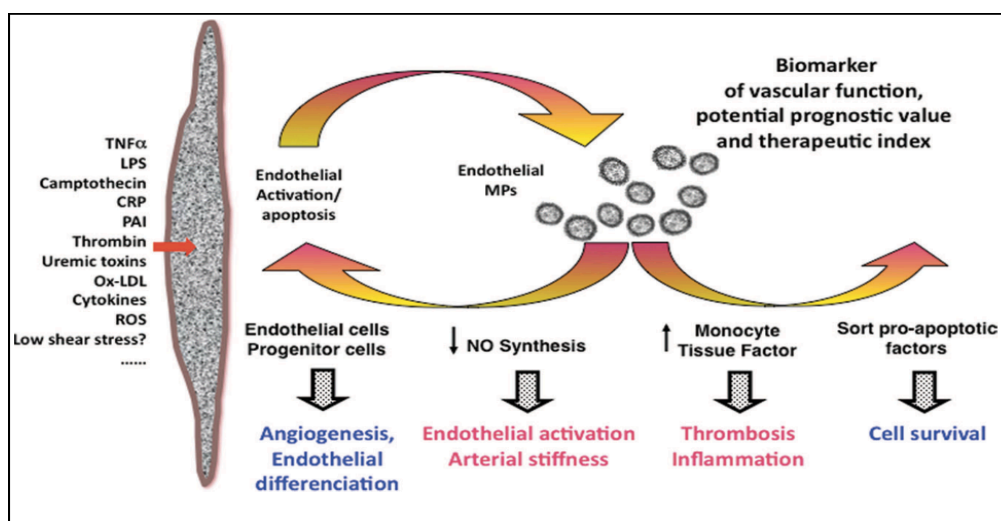 Biomarker
of vascular function,
potential prognostic value
and therapeutic index
TNFα
LPS
Camptothecin
CRP
PAI
Thrombin
Uremic toxins
Ox-LDL
Cytokines
ROS
Low shear stress?
......
Endothelial
Activation/
apoptosis
Endothelial
MPs
Endothelial cells
Progenitor cells
↓ NO Synthesis
↑ Monocyte
Tissue Factor
Sort pro-apoptotic
factors
Angiogenesis,
Endothelial
differenciation
Endothelial activation
Arterial stiffness
Thrombosis
Inflammation
Cell survival